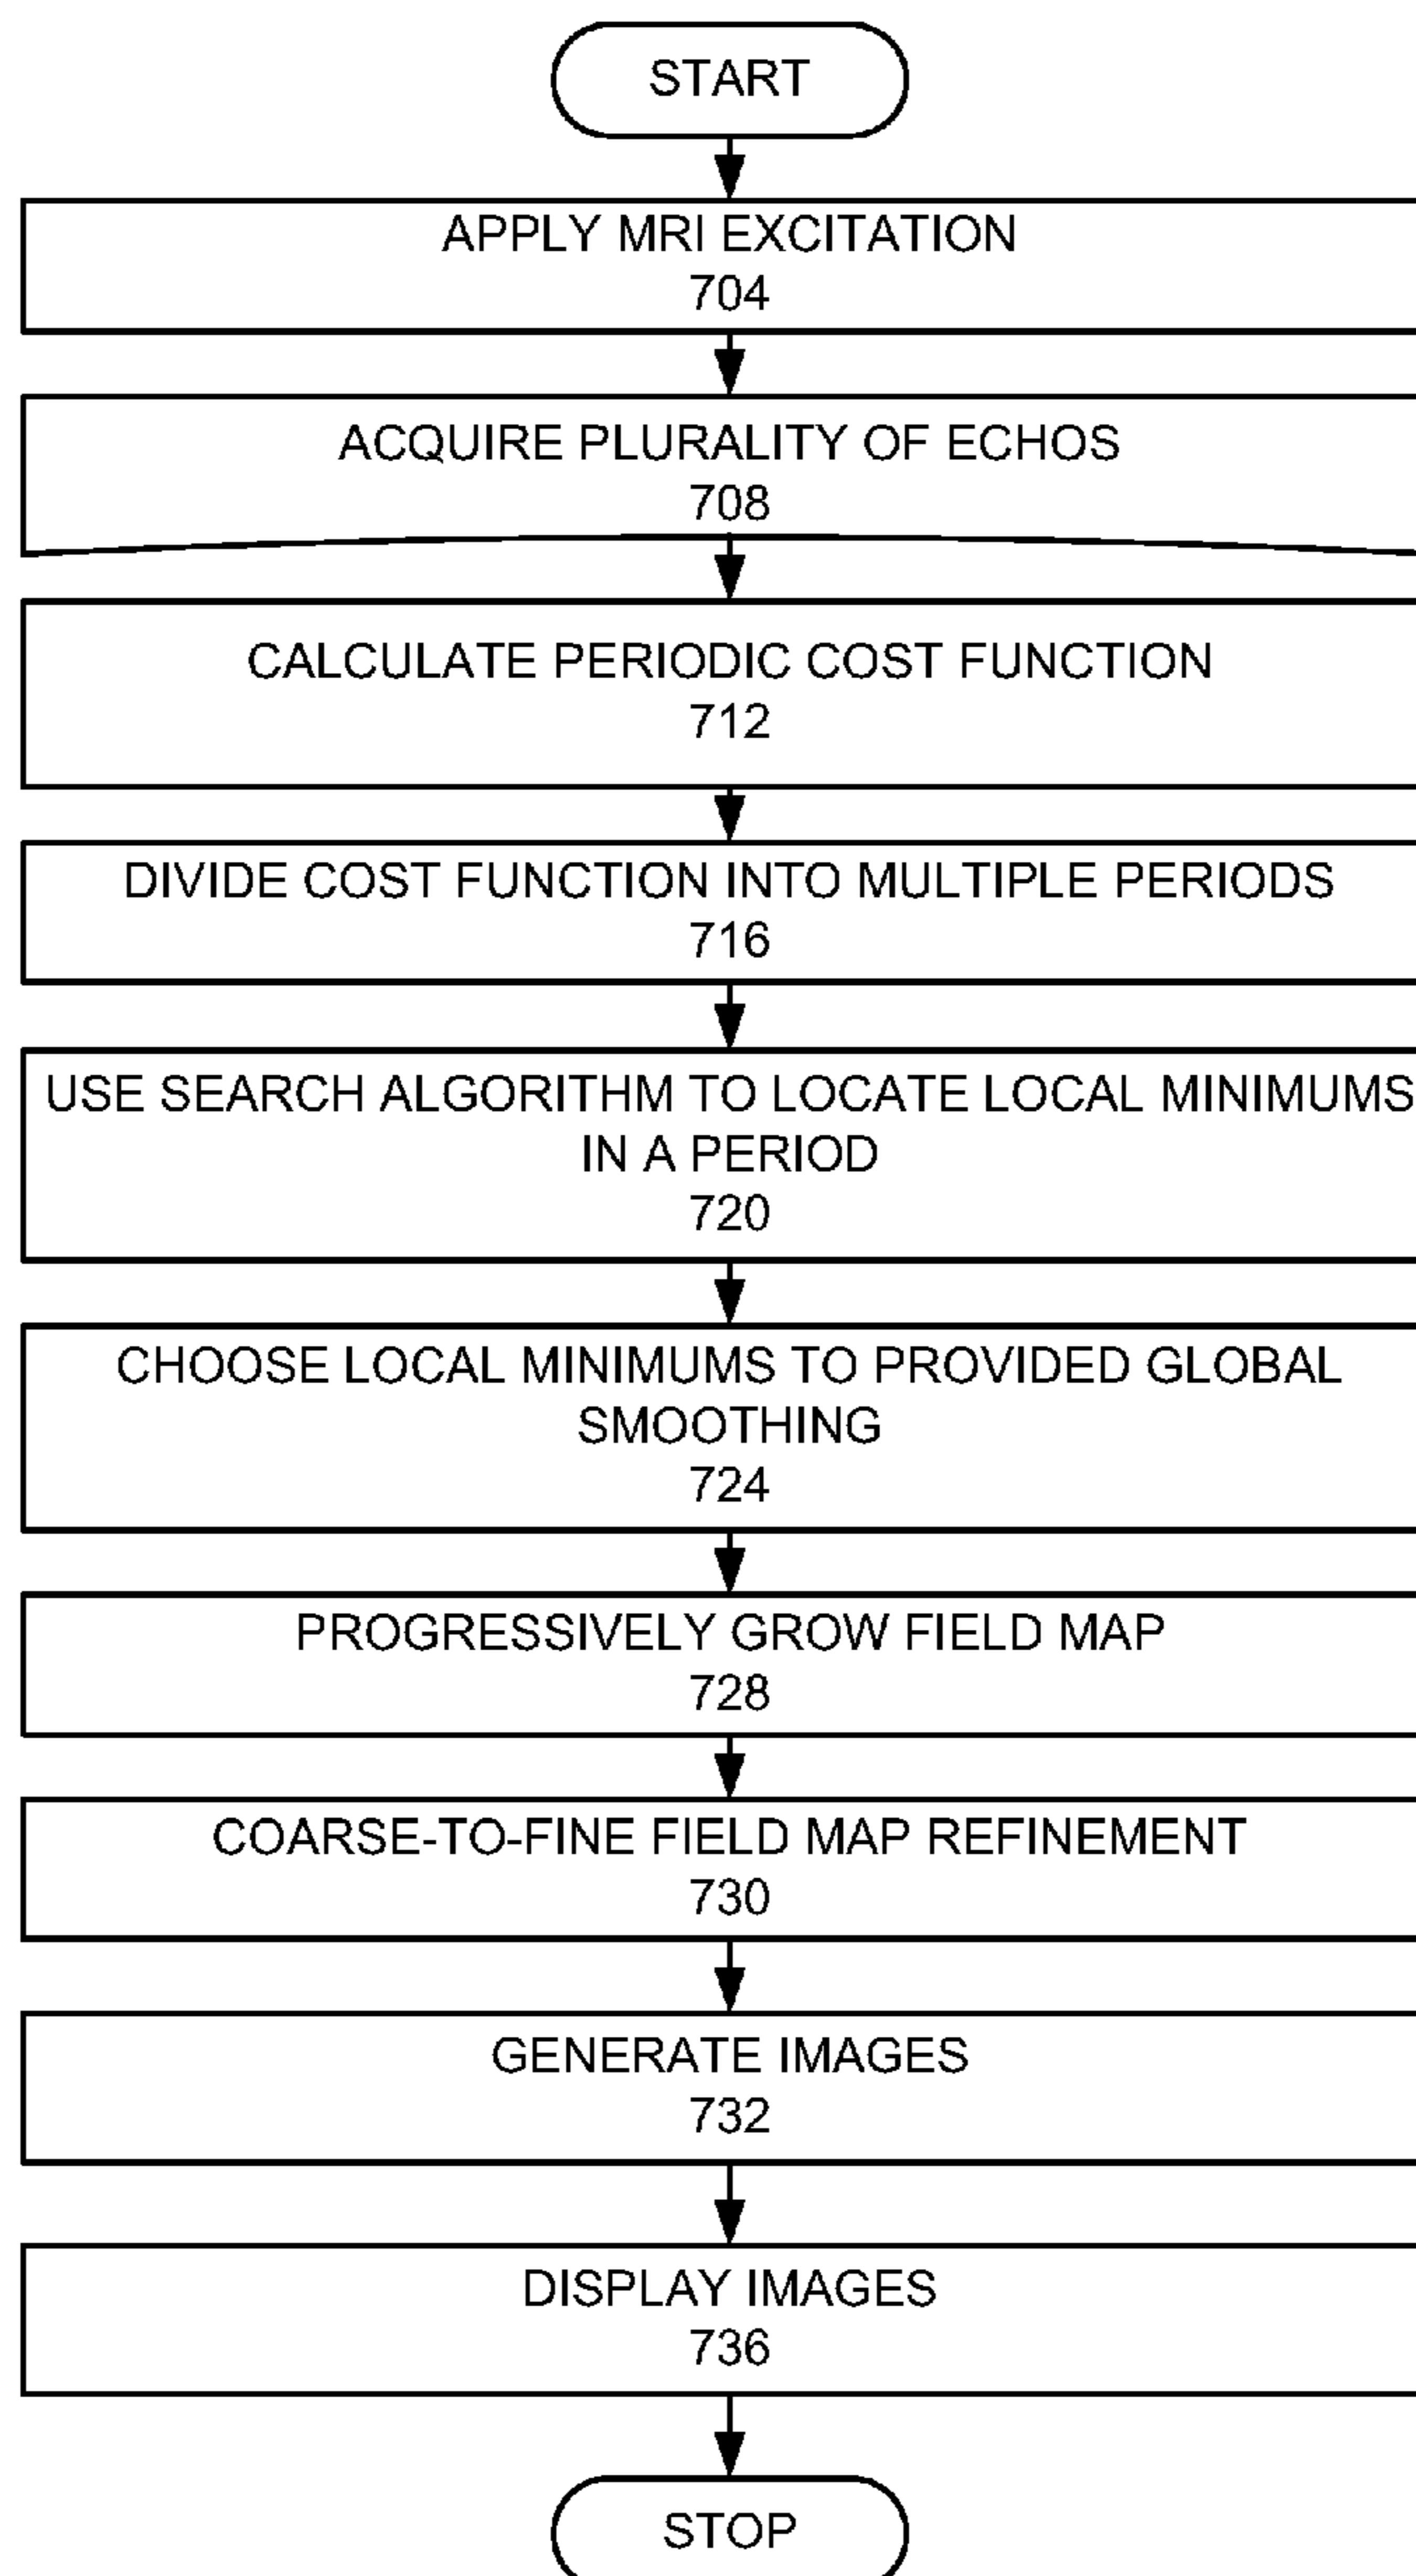 START
APPLY MRI EXCITATION
704
ACQUIRE PLURALITY OF ECHOS
708
CALCULATE PERIODIC COST FUNCTION
712
DIVIDE COST FUNCTION INTO MULTIPLE PERIODS
716
USE SEARCH ALGORITHM TO LOCATE LOCAL MINIMUMS
IN A PERIOD
720
CHOOSE LOCAL MINIMUMS TO PROVIDED GLOBAL
SMOOTHING
724
PROGRESSIVELY GROW FIELD MAP
728
COARSE-TO-FINE FIELD MAP REFINEMENT
730
GENERATE IMAGES
732
DISPLAY IMAGES
736
STOP